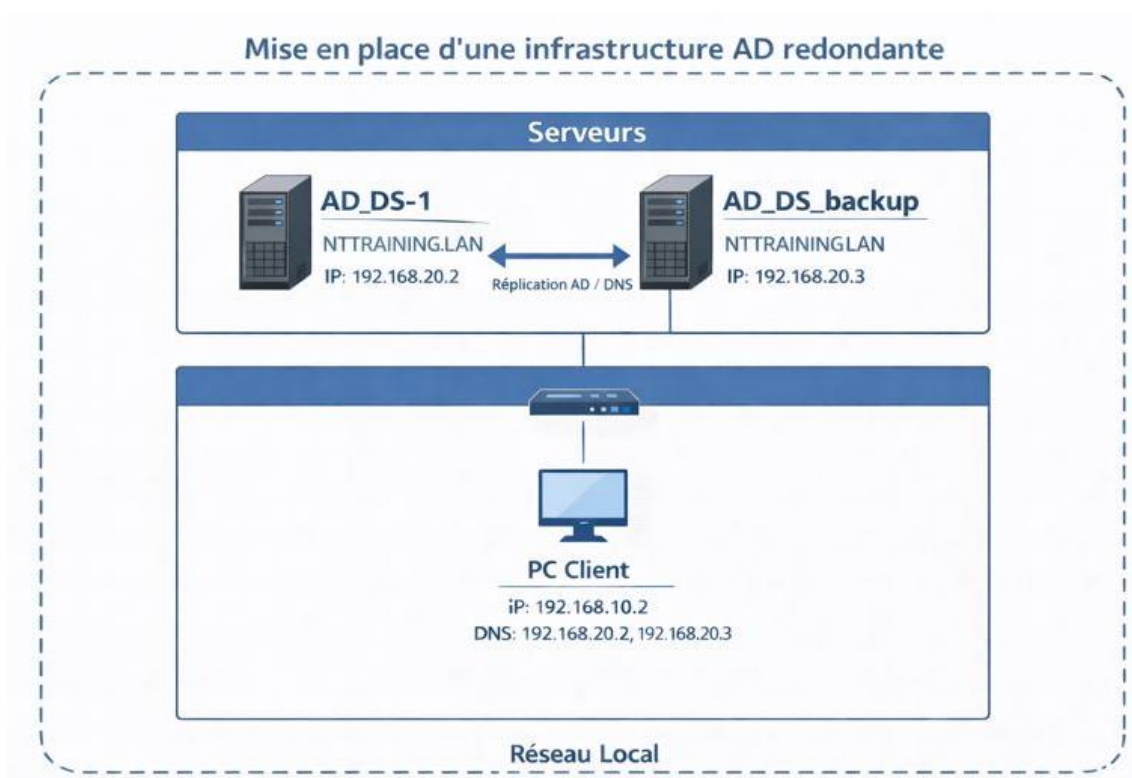 Mise en place d'une infrastructure AD redondante
Serveurs
AD_DS-1
NTTRAINING.LAN
IP: 192.168.20.2
Réplication AD / DNS
AD_DS_backup
NTTRAININGLAN
IP: 192.168.20.3
PC Client
iP: 192.168.10.2
DNS: 192.168.20.2, 192.168.20.3
Réseau Local